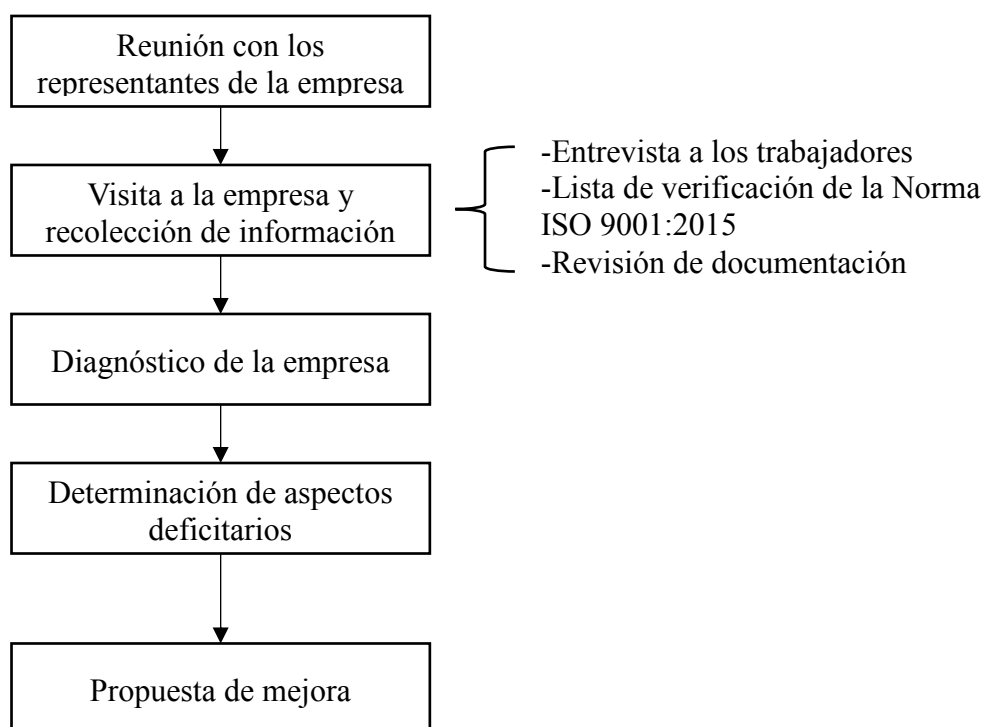 Reunión con los
representantes de la empresa
Visita a la empresa y
recolección de información
-Entrevista a los trabajadores
-Lista de verificación de la Norma
ISO 9001:2015
-Revisión de documentación
Diagnóstico de la empresa
Determinación de aspectos
deficitarios
Propuesta de mejora